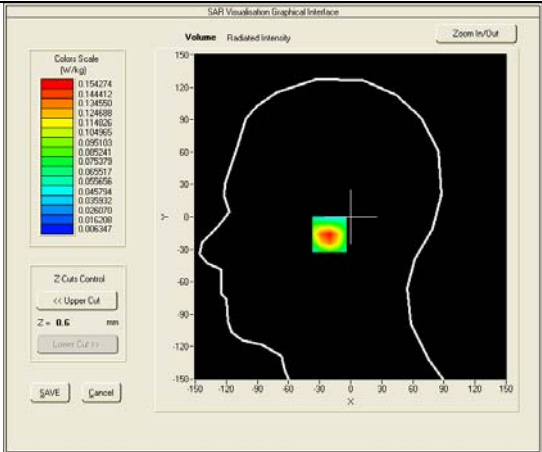 SAR Visualisation Graphical Interface
Volume Radiated Intensity
Zoom In/Out
Colors Scale
(W/kg)
0.154274
0.144412
0.134550
0.124688
0.114826
0.104965
0.095103
0.085241
0.075379
0.065517
0.055656
0.045794
0.035932
0.026070
0.016208
0.006347
Z-Cuts Control
<< Upper Cut
Z = 0.6 mm
Lower Cut >>
SAVE Cancel
150
120
90
60
30
Y 0
-30
-60
-90
-120
-150
-150 -120 -90 -60 -30 0 30 60 90 120 150
X